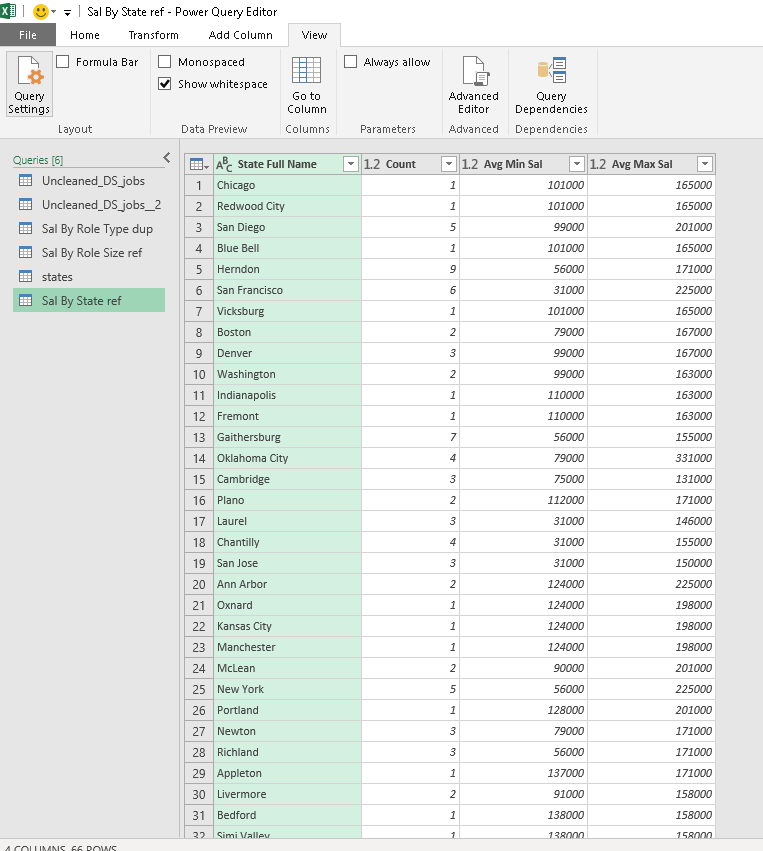 Sal By State ref - Power Query Editor
File Home Transform Add Column View
Query Settings
Formula Bar
Layout
Monospaced
Show whitespace
Data Preview
Go to Column
Columns
Always allow
Parameters
Advanced Editor
Advanced
Query Dependencies
Dependencies
Queries [6]
Uncleaned_DS_jobs
Uncleaned_DS_jobs__2
Sal By Role Type dup
Sal By Role Size ref
states
Sal By State ref
ABC State Full Name 1.2 Count 1.2 Avg Min Sal 1.2 Avg Max Sal
1 Chicago 1 101000 165000
2 Redwood City 1 101000 165000
3 San Diego 5 99000 201000
4 Blue Bell 1 101000 165000
5 Herndon 9 56000 171000
6 San Francisco 6 31000 225000
7 Vicksburg 1 101000 165000
8 Boston 2 79000 167000
9 Denver 3 99000 167000
10 Washington 2 99000 163000
11 Indianapolis 1 110000 163000
12 Fremont 1 110000 163000
13 Gaithersburg 7 56000 155000
14 Oklahoma City 4 79000 331000
15 Cambridge 3 75000 131000
16 Plano 2 112000 171000
17 Laurel 3 31000 146000
18 Chantilly 4 31000 155000
19 San Jose 3 31000 150000
20 Ann Arbor 2 124000 225000
21 Oxnard 1 124000 198000
22 Kansas City 1 124000 198000
23 Manchester 1 124000 198000
24 McLean 2 90000 201000
25 New York 5 56000 225000
26 Portland 1 128000 201000
27 Newton 3 79000 171000
28 Richland 3 56000 171000
29 Appleton 1 137000 171000
30 Livermore 2 91000 158000
31 Bedford 1 138000 158000
32 Simi Valley 1 138000 158000
4 COLUMNS, 66 ROWS